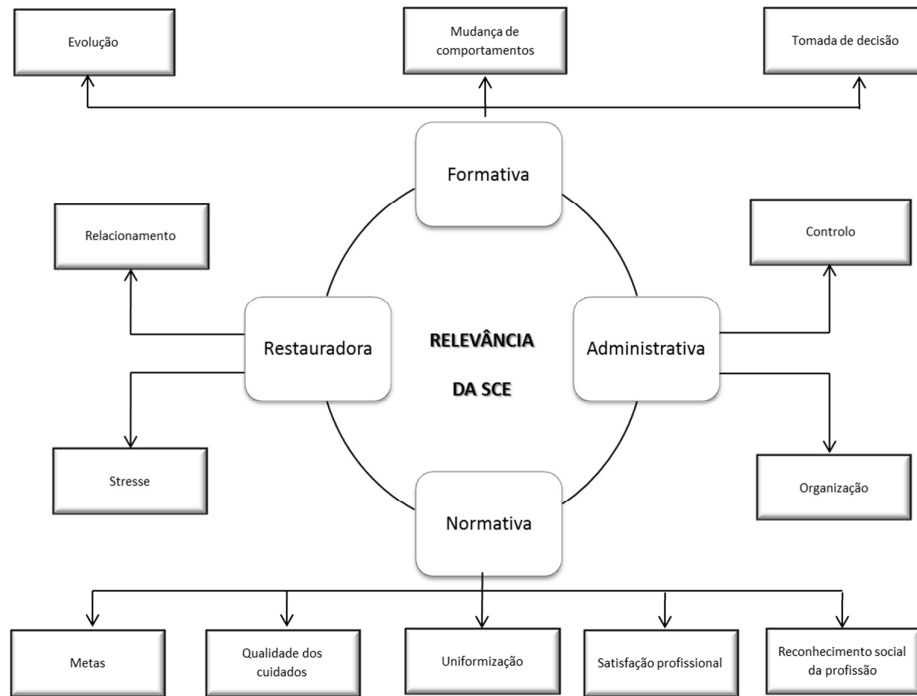 Evolução
Mudança de
comportamentos
Tomada de decisão
Formativa
Relacionamento
Controlo
Restauradora
RELEVÂNCIA
DA SCE
Administrativa
Stresse
Organização
Normativa
Metas
Qualidade dos
cuidados
Uniformização
Satisfação profissional
Reconhecimento social
da profissão